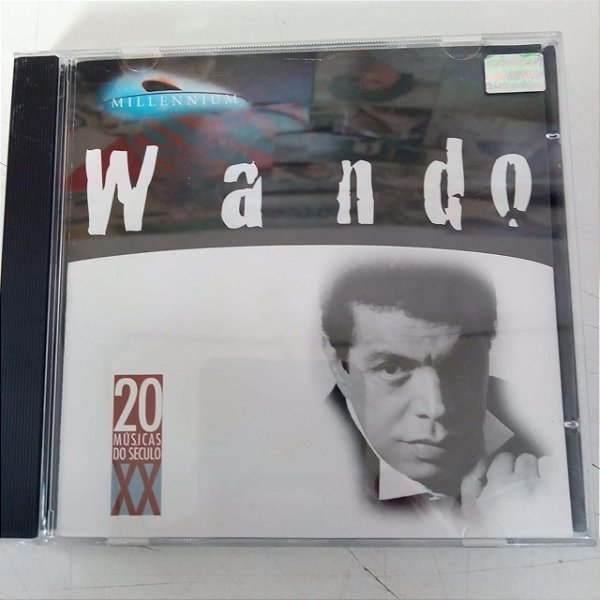 MILLENNIUM
Wando
20
MÚSICAS
DO SÉCULO
XX